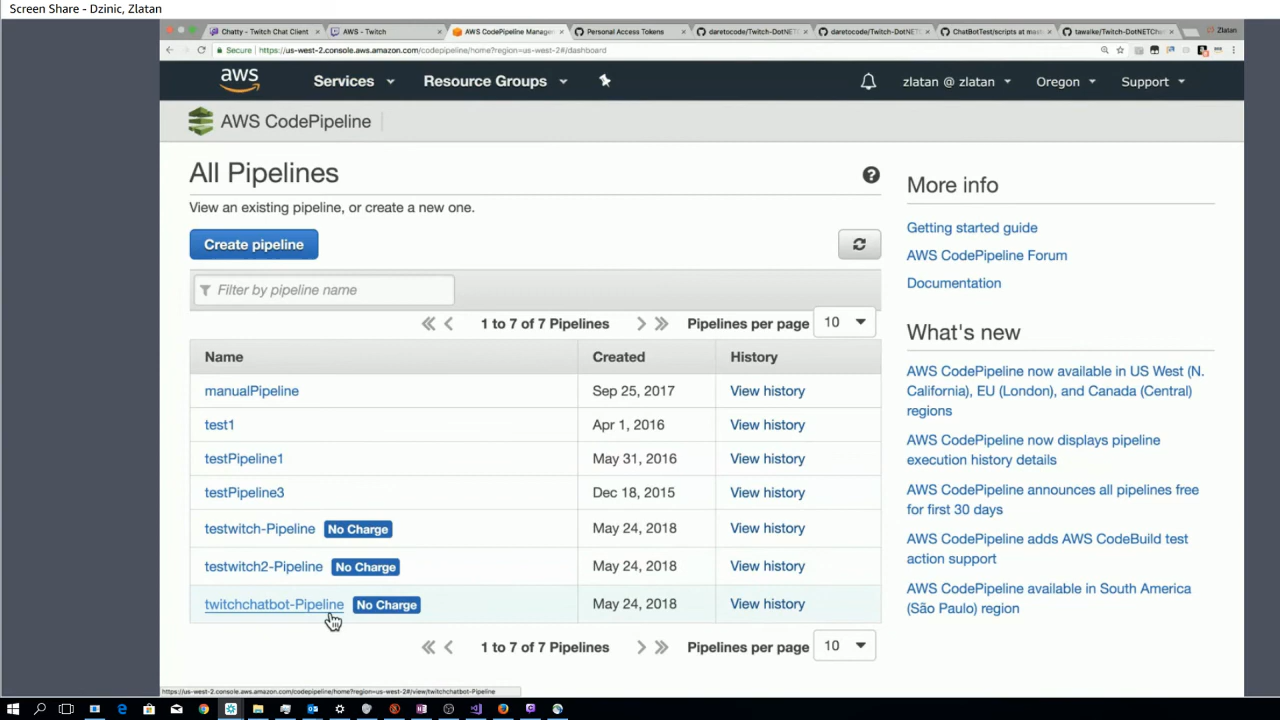 Screen Share - Dzinic, Zlatan
Chatty - Twitch Chat Client
AWS - Twitch
AWS CodePipeline Manageme
Personal Access Tokens
daretocode/Twitch-DotNETC
daretocode/Twitch-DotNETC
ChatBotTest/scripts at mast
tawalke/Twitch-DotNETChat
Zlatan
Secure
https://us-west-2.console.aws.amazon.com/codepipeline/home?region=us-west-2#/dashboard
aws
Services
Resource Groups
zlatan @ zlatan
Oregon
Support
AWS CodePipeline
All Pipelines
View an existing pipeline, or create a new one.
Create pipeline
Filter by pipeline name
1 to 7 of 7 Pipelines
Pipelines per page 10
Name Created History
manualPipeline Sep 25, 2017 View history
test1 Apr 1, 2016 View history
testPipeline1 May 31, 2016 View history
testPipeline3 Dec 18, 2015 View history
testwitch-Pipeline No Charge May 24, 2018 View history
testwitch2-Pipeline No Charge May 24, 2018 View history
twitchchatbot-Pipeline No Charge May 24, 2018 View history
1 to 7 of 7 Pipelines
Pipelines per page 10
More info
Getting started guide
AWS CodePipeline Forum
Documentation
What's new
AWS CodePipeline now available in US West (N.
California), EU (London), and Canada (Central)
regions
AWS CodePipeline now displays pipeline
execution history details
AWS CodePipeline announces all pipelines free
for first 30 days
AWS CodePipeline adds AWS CodeBuild test
action support
AWS CodePipeline available in South America
(São Paulo) region
https://us-west-2.console.aws.amazon.com/codepipeline/home?region=us-west-2#/view/twitchchatbot-Pipeline